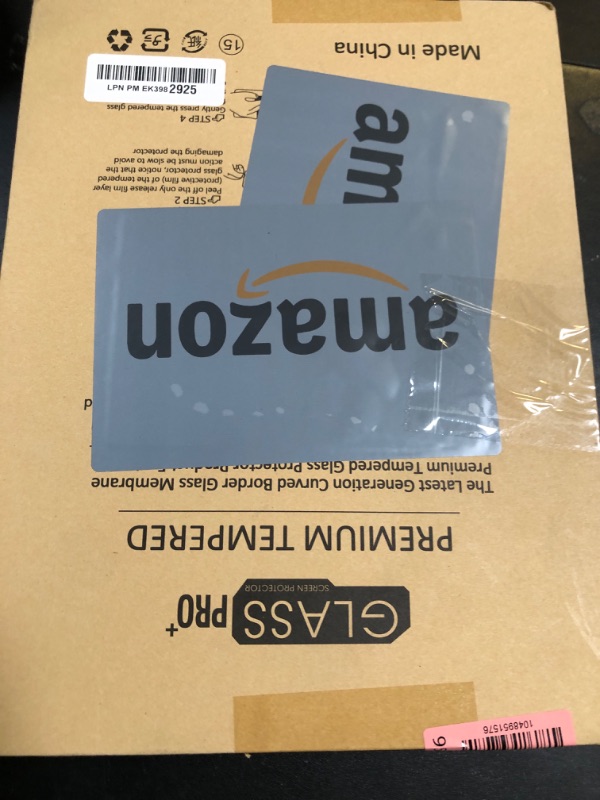 GLASS PRO+
SCREEN PROTECTOR
PREMIUM TEMPERED
The Latest Generation Curved Border Glass Membrane
Premium Tempered Glass Protector
amazon
am
STEP 2
Peel off the only release film layer
(protective film) of the tempered
glass protector, notice that the
action must be slow to avoid
damaging the protector
STEP 4
Gently press the tempered glass
LPN PM EK398 2925
Made in China
15
紙
プラ
1048951576